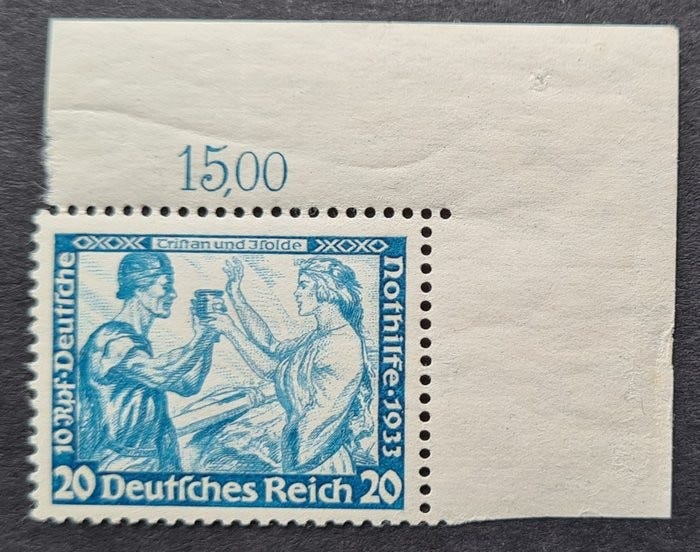 15,00
Tristan und Isolde
10 Rpf · Deutsche
Nothilfe · 1933
20 Deutsches Reich 20